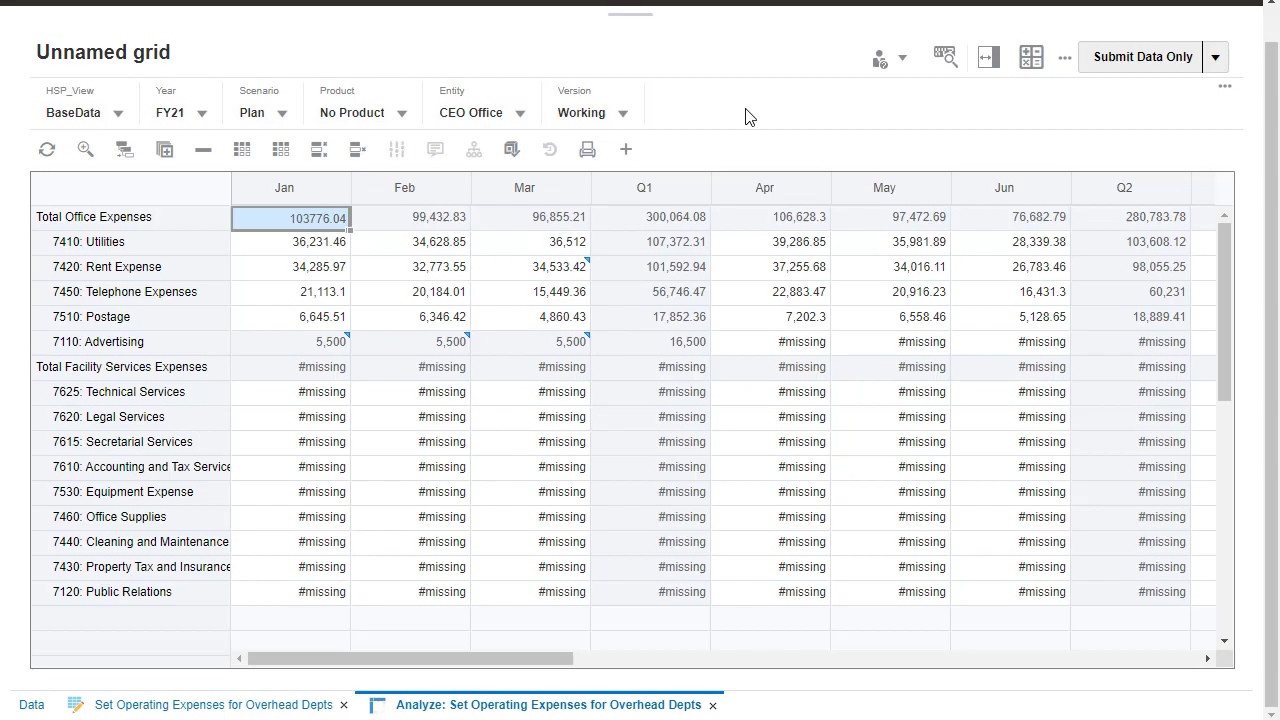 Unnamed grid
Submit Data Only
HSP_View Year Scenario Product Entity Version
BaseData FY21 Plan No Product CEO Office Working
Jan Feb Mar Q1 Apr May Jun Q2
Total Office Expenses 103776.04 99,432.83 96,855.21 300,064.08 106,628.3 97,472.69 76,682.79 280,783.78
7410: Utilities 36,231.46 34,628.85 36,512 107,372.31 39,286.85 35,981.89 28,339.38 103,608.12
7420: Rent Expense 34,285.97 32,773.55 34,533.42 101,592.94 37,255.68 34,016.11 26,783.46 98,055.25
7450: Telephone Expenses 21,113.1 20,184.01 15,449.36 56,746.47 22,883.47 20,916.23 16,431.3 60,231
7510: Postage 6,645.51 6,346.42 4,860.43 17,852.36 7,202.3 6,558.46 5,128.65 18,889.41
7110: Advertising 5,500 5,500 5,500 16,500 #missing #missing #missing #missing
Total Facility Services Expenses #missing #missing #missing #missing #missing #missing #missing #missing
7625: Technical Services #missing #missing #missing #missing #missing #missing #missing #missing
7620: Legal Services #missing #missing #missing #missing #missing #missing #missing #missing
7615: Secretarial Services #missing #missing #missing #missing #missing #missing #missing #missing
7610: Accounting and Tax Service #missing #missing #missing #missing #missing #missing #missing #missing
7530: Equipment Expense #missing #missing #missing #missing #missing #missing #missing #missing
7460: Office Supplies #missing #missing #missing #missing #missing #missing #missing #missing
7440: Cleaning and Maintenance #missing #missing #missing #missing #missing #missing #missing #missing
7430: Property Tax and Insurance #missing #missing #missing #missing #missing #missing #missing #missing
7120: Public Relations #missing #missing #missing #missing #missing #missing #missing #missing
Data Set Operating Expenses for Overhead Depts Analyze: Set Operating Expenses for Overhead Depts